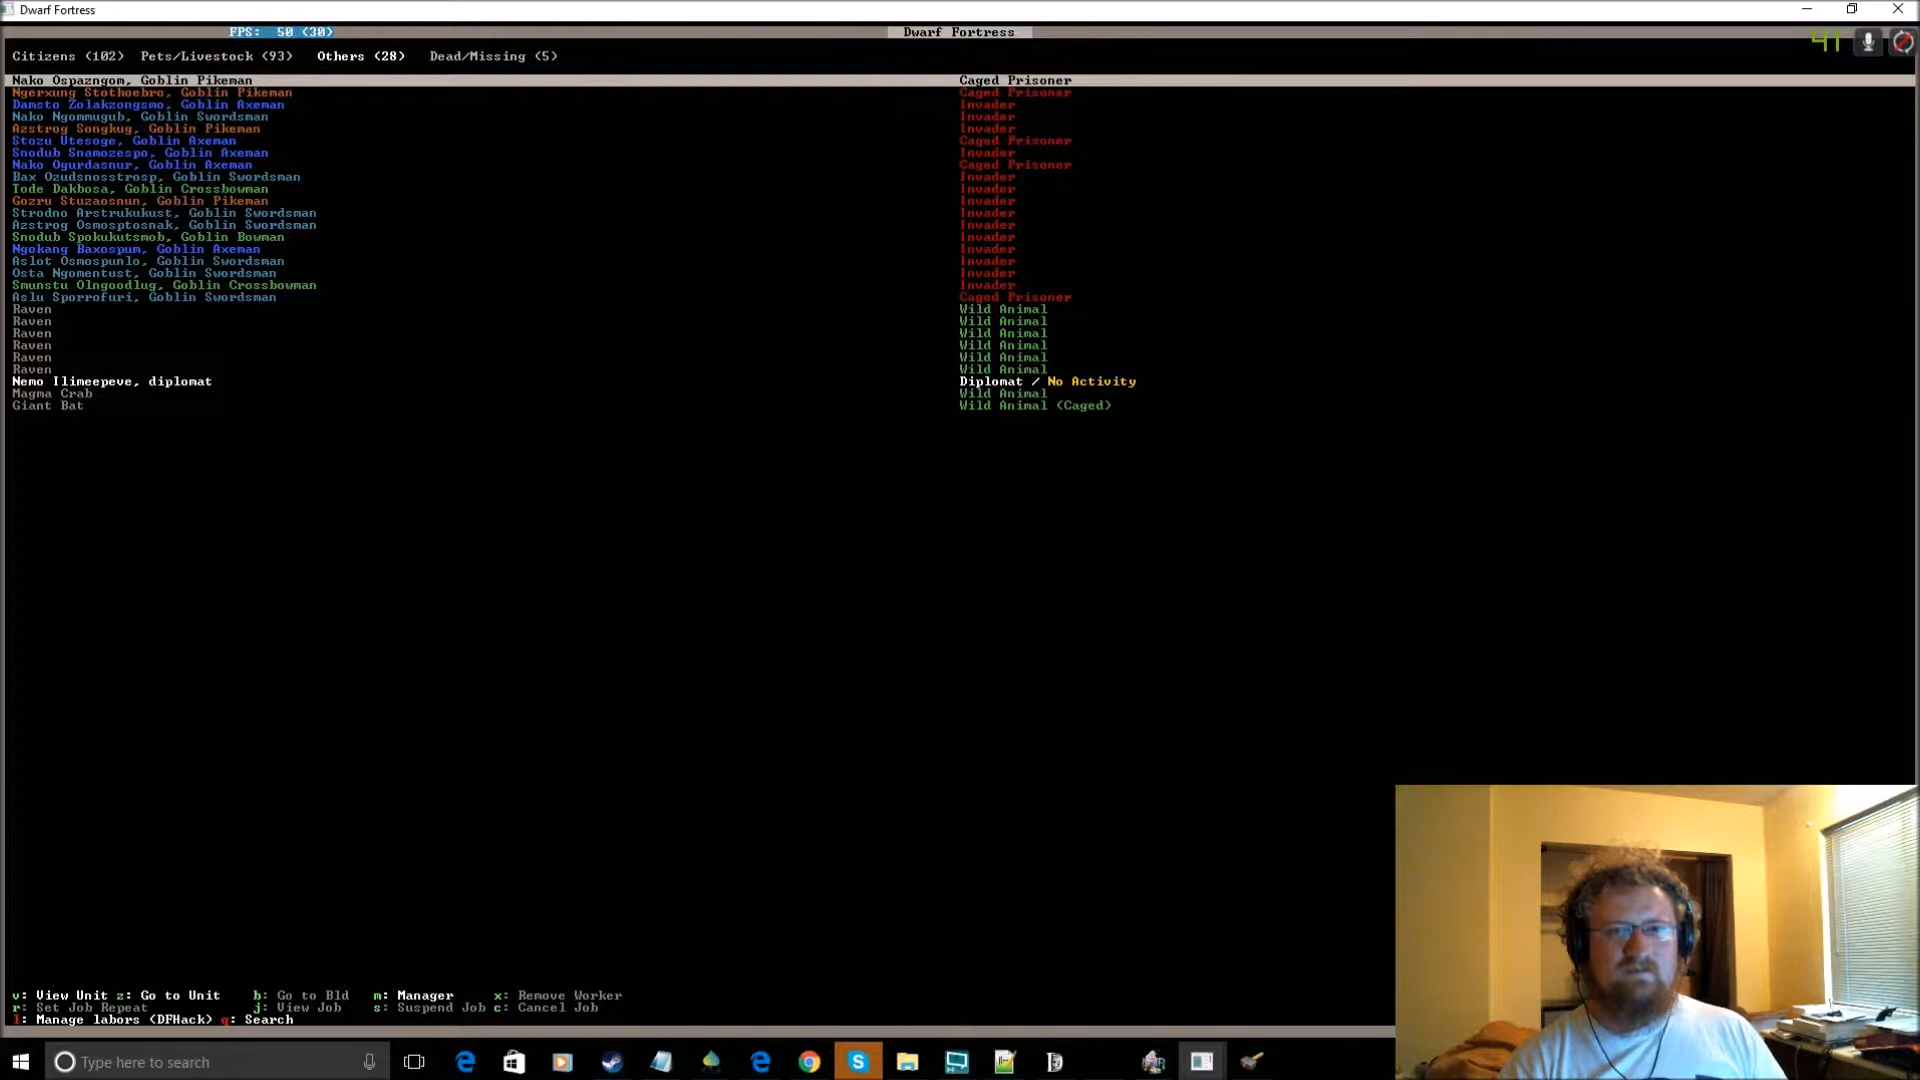 Dwarf Fortress
FPS: 50 (30) Dwarf Fortress
41
Citizens (102) Pets/Livestock (93) Others (28) Dead/Missing (5)
Nako Ospazngom, Goblin Pikeman Caged Prisoner
Ngerxung Stothoebro, Goblin Pikeman Caged Prisoner
Damsto Zolakzongsmo, Goblin Axeman Invader
Nako Ngommugub, Goblin Swordsman Invader
Azstrog Songkug, Goblin Pikeman Invader
Stozu Utesoge, Goblin Axeman Caged Prisoner
Snodub Snamozespo, Goblin Axeman Invader
Nako Ogurdasnur, Goblin Axeman Caged Prisoner
Bax Ozudsnosstrosp, Goblin Swordsman Invader
Tode Dakbosa, Goblin Crossbowman Invader
Gozru Stuzaosnun, Goblin Pikeman Invader
Strodno Arstrukukust, Goblin Swordsman Invader
Azstrog Osmosptosnak, Goblin Swordsman Invader
Snodub Spokukutsmob, Goblin Bowman Invader
Ngokang Baxospum, Goblin Axeman Invader
Aslot Osmospunlo, Goblin Swordsman Invader
Osta Ngomentust, Goblin Swordsman Invader
Smunstu Olngoodlug, Goblin Crossbowman Invader
Aslu Sporrofuri, Goblin Swordsman Caged Prisoner
Raven Wild Animal
Raven Wild Animal
Raven Wild Animal
Raven Wild Animal
Raven Wild Animal
Raven Wild Animal
Nemo Ilimeepeve, diplomat Diplomat / No Activity
Magma Crab Wild Animal
Giant Bat Wild Animal (Caged)
v: View Unit z: Go to Unit b: Go to Bld m: Manager x: Remove Worker
r: Set Job Repeat j: View Job s: Suspend Job c: Cancel Job
l: Manage labors (DFHack) q: Search
Type here to search